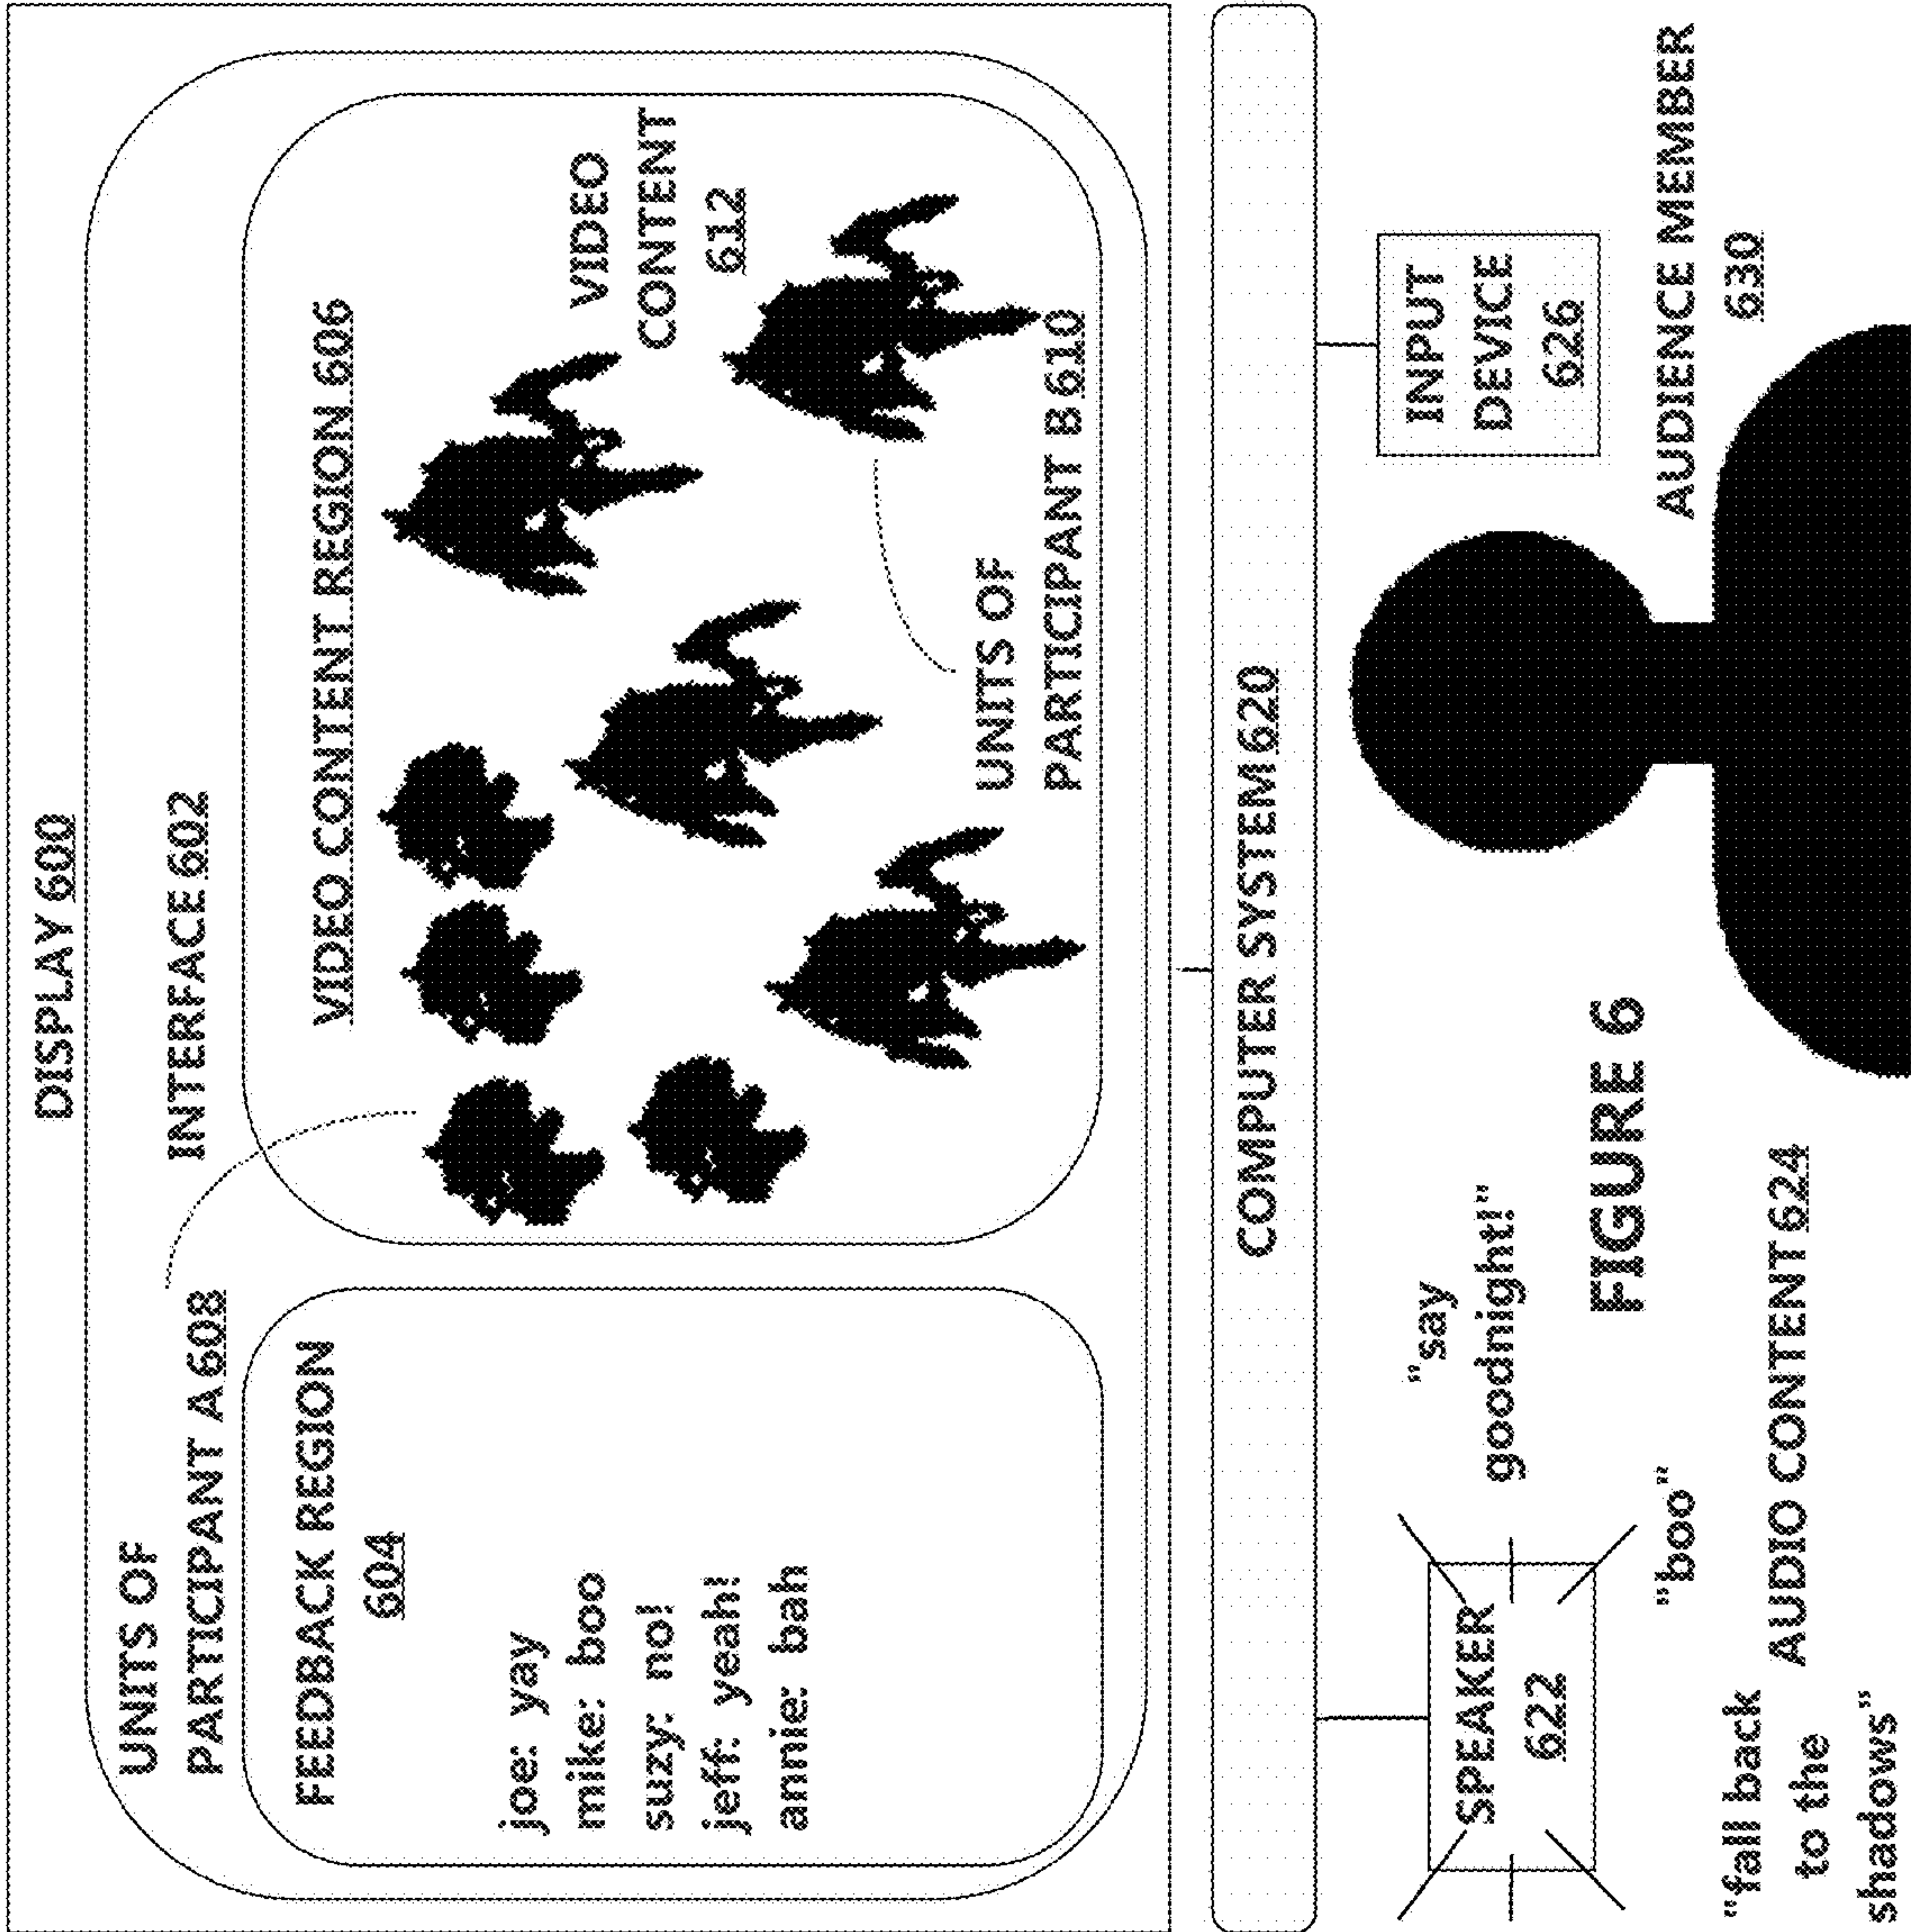 DISPLAY 600
INTERFACE 602
UNITS OF
PARTICIPANT A 608
FEEDBACK REGION
604
joe: yay
mike: boo
suzy: no!
jeff: yeah!
annie: bah
VIDEO CONTENT REGION 606
VIDEO
CONTENT
612
UNITS OF
PARTICIPANT B 610
COMPUTER SYSTEM 620
SPEAKER
622
"say
goodnight!"
"boo"
"fall back
to the
shadows"
AUDIO CONTENT 624
FIGURE 6
INPUT
DEVICE
626
AUDIENCE MEMBER
630